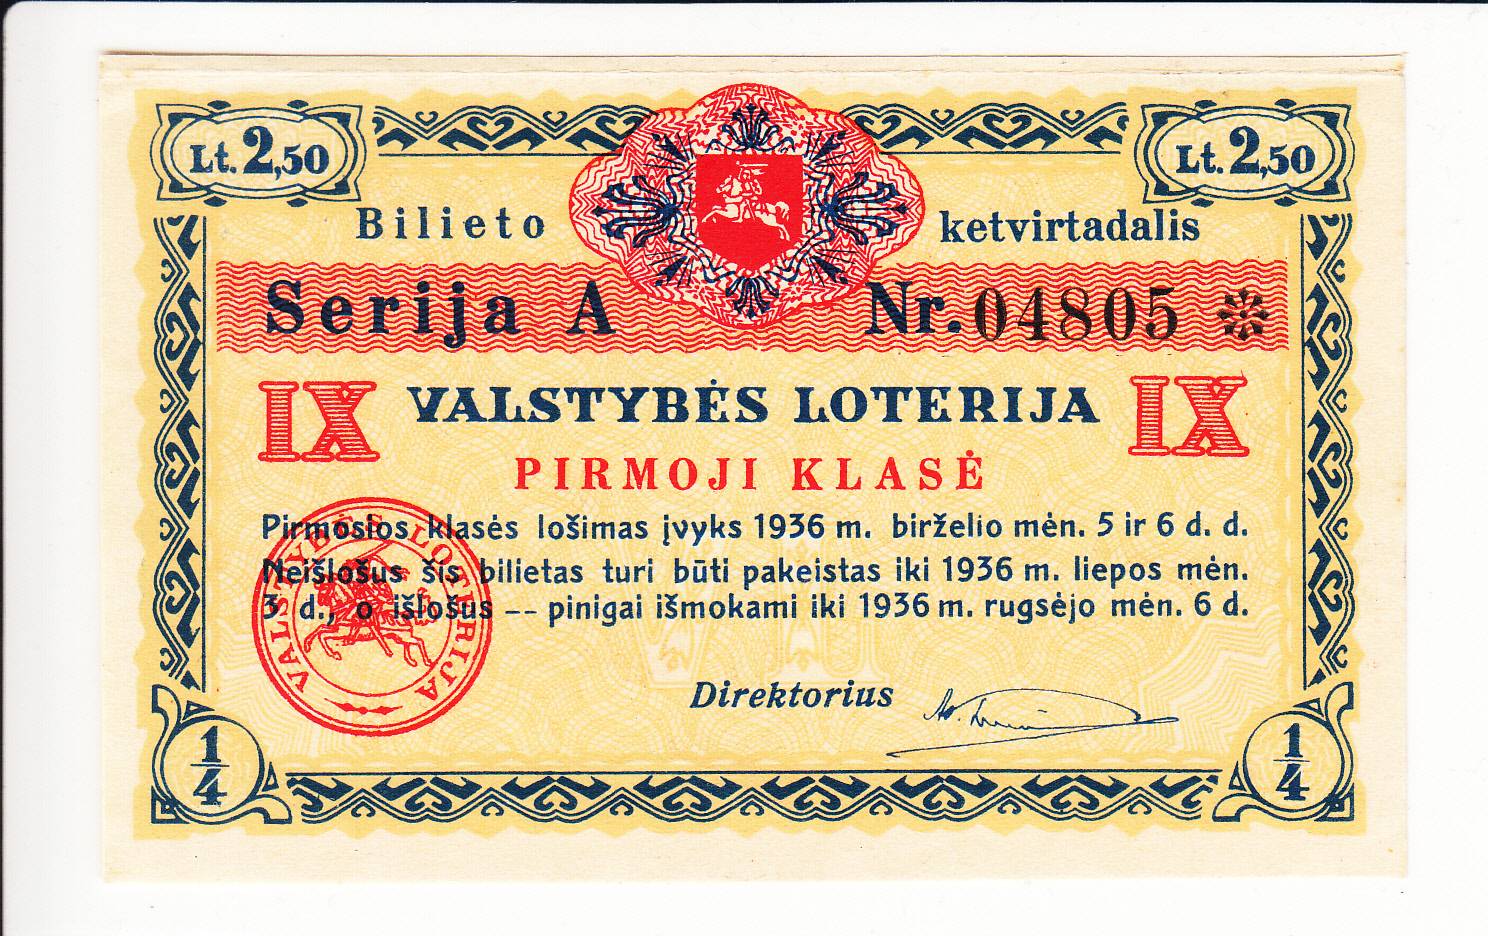 Lt. 2,50
Lt. 2,50
Bilieto ketvirtadalis
Serija A Nr. 04805 *
IX VALSTYBĖS LOTERIJA IX
PIRMOJI KLASĖ
Pirmosios klasės lošimas įvyks 1936 m. birželio mėn. 5 ir 6 d. d.
Neišlošus šis bilietas turi būti pakeistas iki 1936 m. liepos mėn.
3 d., o išlošus -- pinigai išmokami iki 1936 m. rugsėjo mėn. 6 d.
VALSTYBĖS LOTERIJA
Direktorius
1/4
1/4